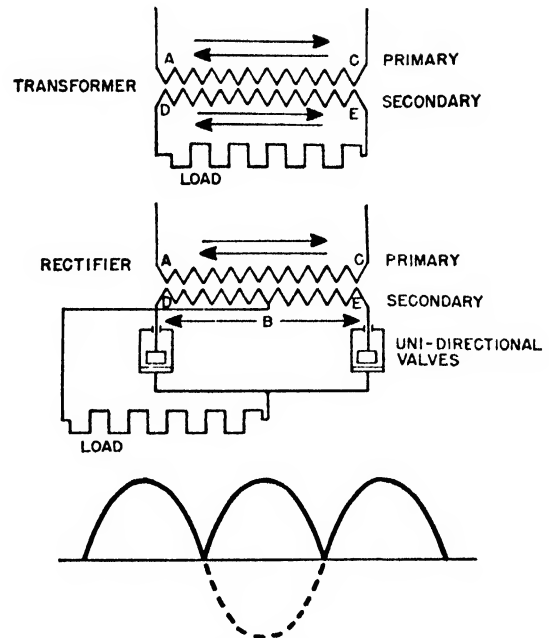 A C PRIMARY
TRANSFORMER
D E SECONDARY
LOAD
A C PRIMARY
RECTIFIER
D E SECONDARY
B
UNI-DIRECTIONAL
VALVES
LOAD